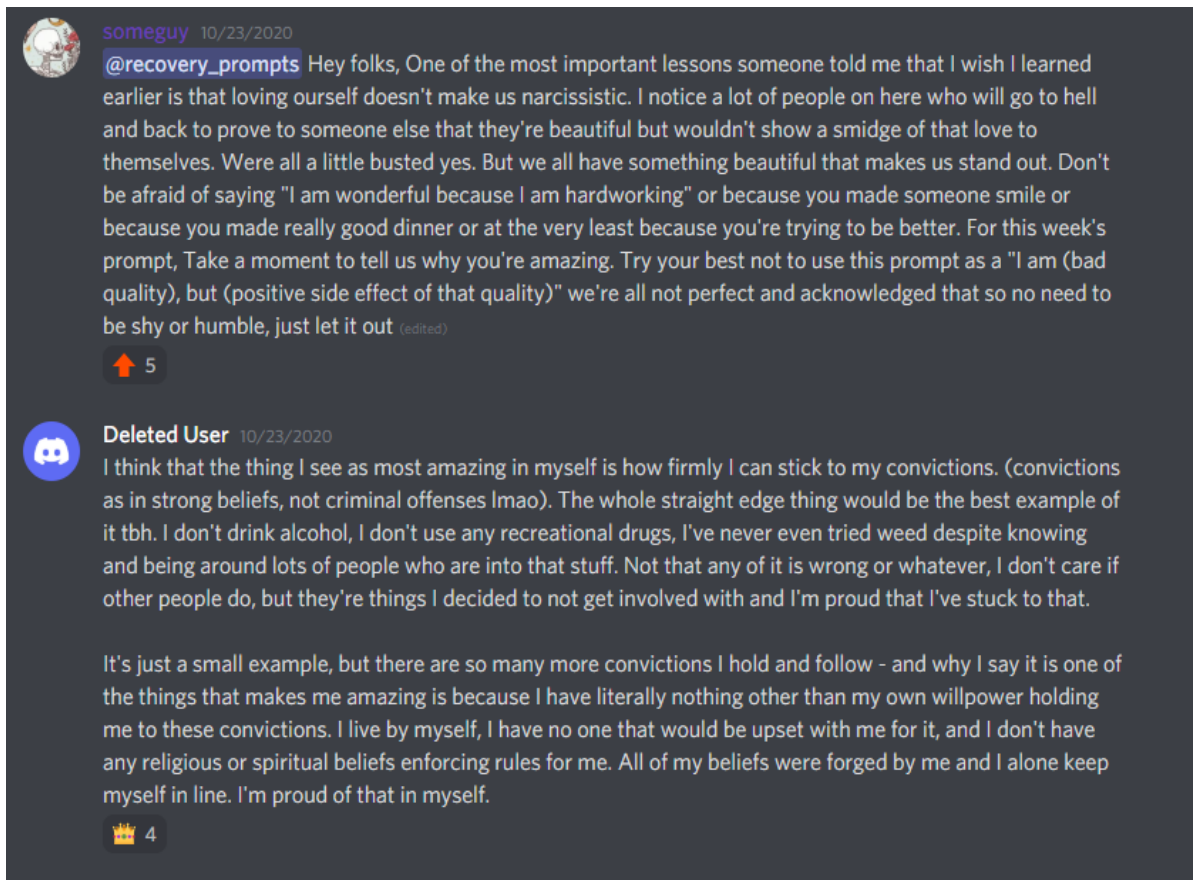 someguy 10/23/2020
@recovery_prompts Hey folks, One of the most important lessons someone told me that I wish I learned
earlier is that loving ourself doesn't make us narcissistic. I notice a lot of people on here who will go to hell
and back to prove to someone else that they're beautiful but wouldn't show a smidge of that love to
themselves. Were all a little busted yes. But we all have something beautiful that makes us stand out. Don't
be afraid of saying "I am wonderful because I am hardworking" or because you made someone smile or
because you made really good dinner or at the very least because you're trying to be better. For this week's
prompt, Take a moment to tell us why you're amazing. Try your best not to use this prompt as a "I am (bad
quality), but (positive side effect of that quality)" we're all not perfect and acknowledged that so no need to
be shy or humble, just let it out (edited)
5
Deleted User 10/23/2020
I think that the thing I see as most amazing in myself is how firmly I can stick to my convictions. (convictions
as in strong beliefs, not criminal offenses lmao). The whole straight edge thing would be the best example of
it tbh. I don't drink alcohol, I don't use any recreational drugs, I've never even tried weed despite knowing
and being around lots of people who are into that stuff. Not that any of it is wrong or whatever, I don't care if
other people do, but they're things I decided to not get involved with and I'm proud that I've stuck to that.
It's just a small example, but there are so many more convictions I hold and follow - and why I say it is one of
the things that makes me amazing is because I have literally nothing other than my own willpower holding
me to these convictions. I live by myself, I have no one that would be upset with me for it, and I don't have
any religious or spiritual beliefs enforcing rules for me. All of my beliefs were forged by me and I alone keep
myself in line. I'm proud of that in myself.
4